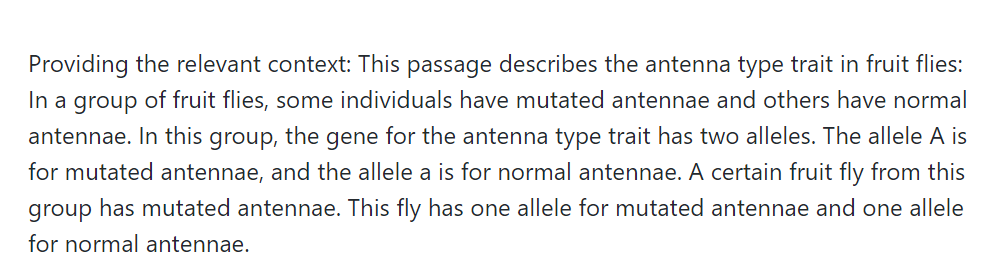 Providing the relevant context: This passage describes the antenna type trait in fruit flies:
In a group of fruit flies, some individuals have mutated antennae and others have normal
antennae. In this group, the gene for the antenna type trait has two alleles. The allele A is
for mutated antennae, and the allele a is for normal antennae. A certain fruit fly from this
group has mutated antennae. This fly has one allele for mutated antennae and one allele
for normal antennae.